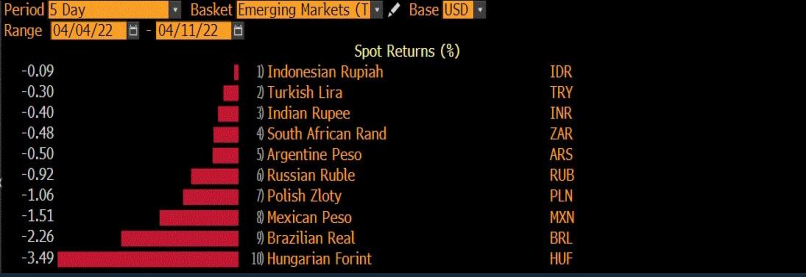 Period 5 Day Basket Emerging Markets (T Base USD
Range 04/04/22 - 04/11/22
Spot Returns (%)
-0.09 1) Indonesian Rupiah IDR
-0.30 2) Turkish Lira TRY
-0.40 3) Indian Rupee INR
-0.48 4) South African Rand ZAR
-0.50 5) Argentine Peso ARS
-0.92 6) Russian Ruble RUB
-1.06 7) Polish Zloty PLN
-1.51 8) Mexican Peso MXN
-2.26 9) Brazilian Real BRL
-3.49 10) Hungarian Forint HUF